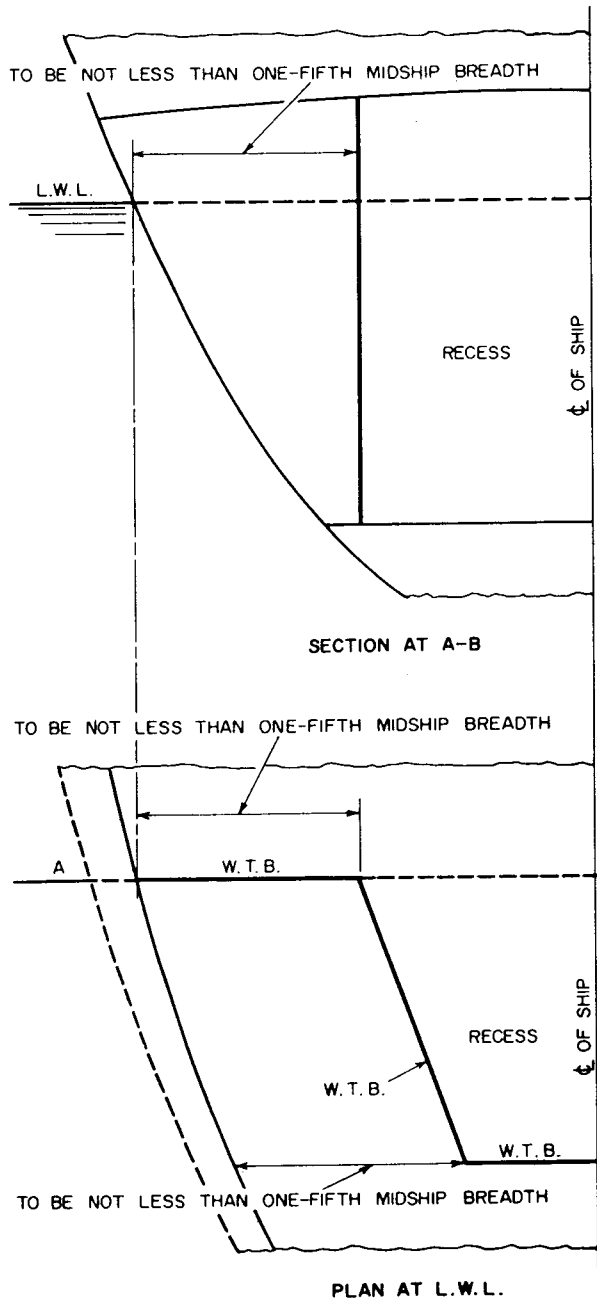 TO BE NOT LESS THAN ONE-FIFTH MIDSHIP BREADTH
L.W.L.
RECESS
℄ OF SHIP
SECTION AT A-B
TO BE NOT LESS THAN ONE-FIFTH MIDSHIP BREADTH
A
W.T.B.
RECESS
℄ OF SHIP
W.T.B.
W.T.B.
TO BE NOT LESS THAN ONE-FIFTH MIDSHIP BREADTH
PLAN AT L.W.L.